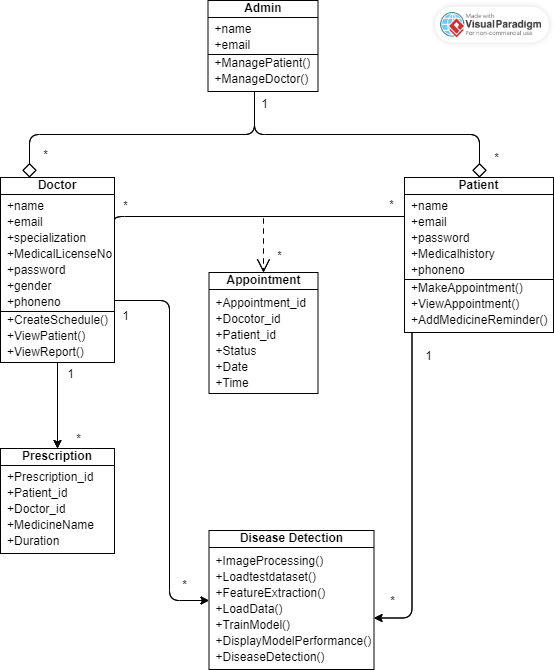 Admin
+name
+email
+ManagePatient()
+ManageDoctor()
Made with
VisualParadigm
For non-commercial use
1
*
*
Doctor
+name
+email
+specialization
+MedicalLicenseNo
+password
+gender
+phoneno
+CreateSchedule()
+ViewPatient()
+ViewReport()
*
*
Patient
+name
+email
+password
+Medicalhistory
+phoneno
+MakeAppointment()
+ViewAppointment()
+AddMedicineReminder()
*
Appointment
+Appointment_id
+Docotor_id
+Patient_id
+Status
+Date
+Time
1
1
1
*
Prescription
+Prescription_id
+Patient_id
+Doctor_id
+MedicineName
+Duration
*
*
Disease Detection
+ImageProcessing()
+Loadtestdataset()
+FeatureExtraction()
+LoadData()
+TrainModel()
+DisplayModelPerformance()
+DiseaseDetection()